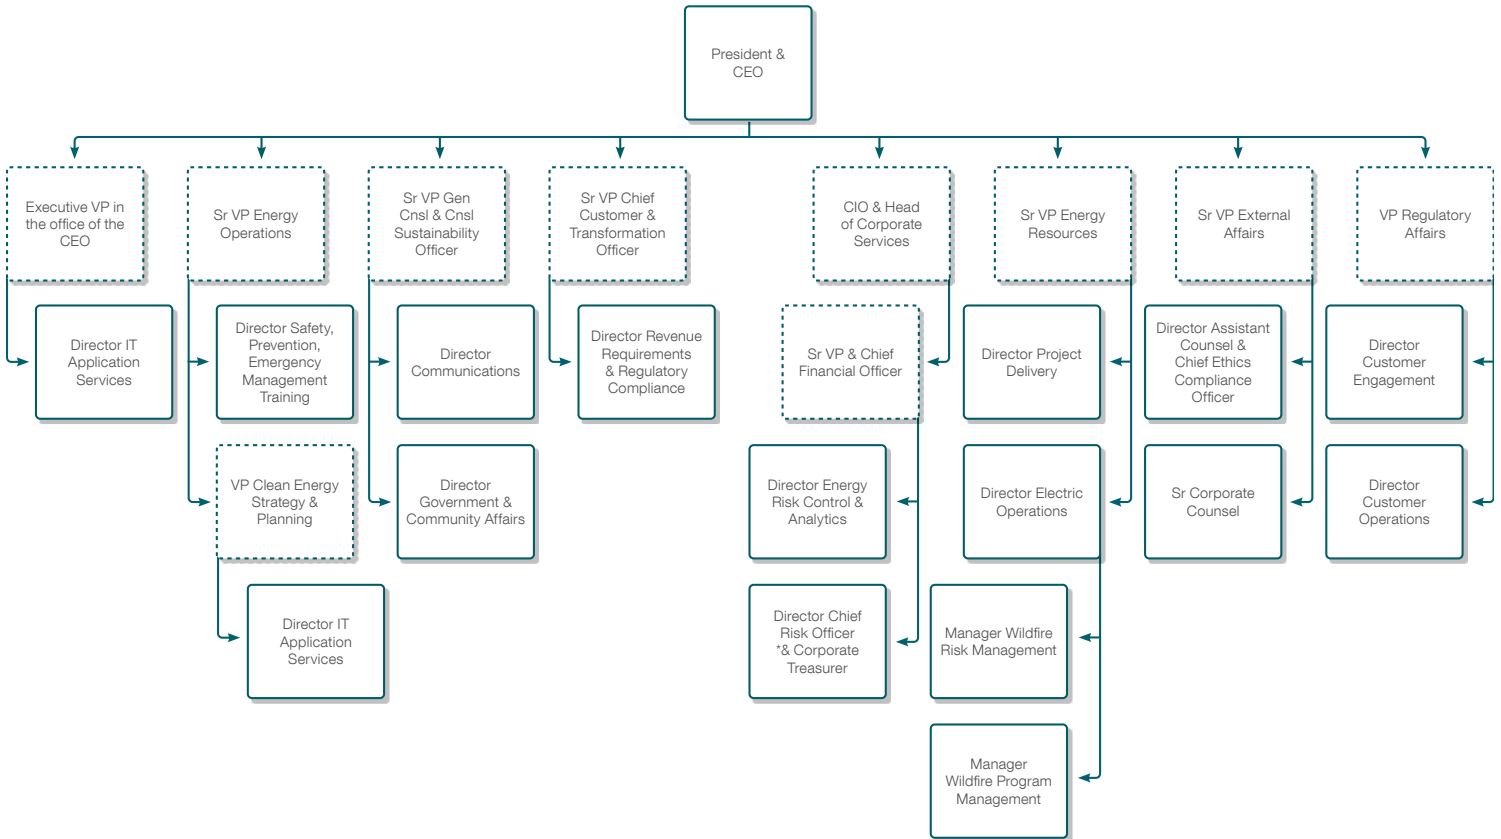 President &
CEO
Executive VP in
the office of the
CEO
Sr VP Energy
Operations
Sr VP Gen
Cnsl & Cnsl
Sustainability
Officer
Sr VP Chief
Customer &
Transformation
Officer
CIO & Head
of Corporate
Services
Sr VP Energy
Resources
Sr VP External
Affairs
VP Regulatory
Affairs
Director IT
Application
Services
Director Safety,
Prevention,
Emergency
Management
Training
Director
Communications
Director Revenue
Requirements
& Regulatory
Compliance
Sr VP & Chief
Financial Officer
Director Project
Delivery
Director Assistant
Counsel &
Chief Ethics
Compliance
Officer
Director
Customer
Engagement
VP Clean Energy
Strategy &
Planning
Director
Government &
Community Affairs
Director Energy
Risk Control &
Analytics
Director Electric
Operations
Sr Corporate
Counsel
Director
Customer
Operations
Director IT
Application
Services
Director Chief
Risk Officer
*& Corporate
Treasurer
Manager Wildfire
Risk Management
Manager
Wildfire Program
Management